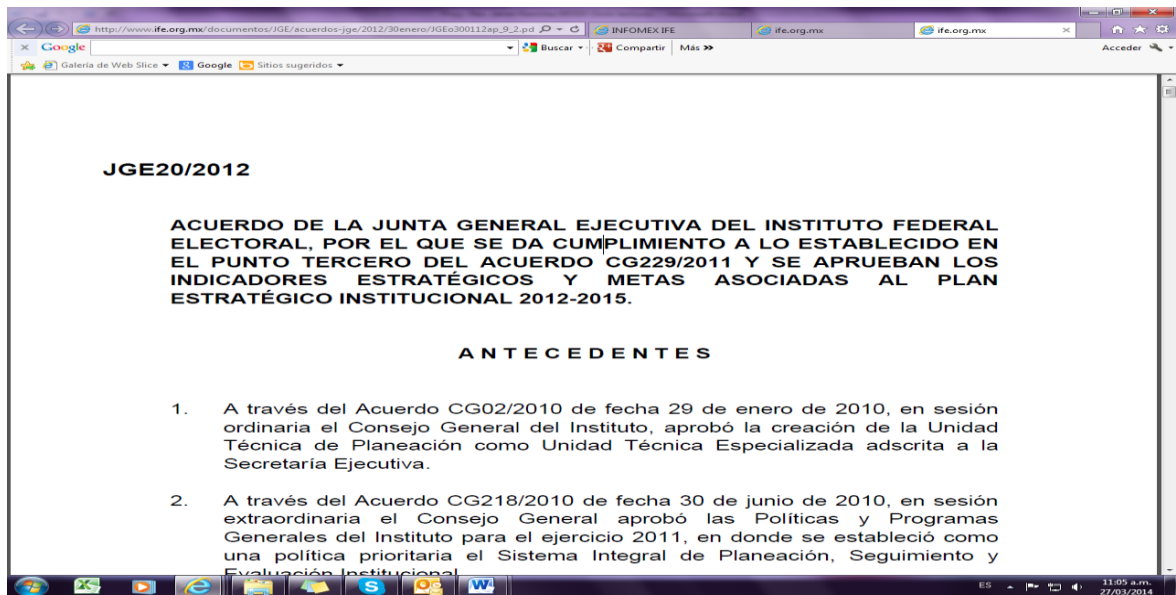 http://www.ife.org.mx/documentos/JGE/acuerdos-jge/2012/30enero/JGEo300112ap_9_2.pd
INFOMEX IFE
ife.org.mx
ife.org.mx
Google
Buscar
Compartir
Más
Acceder
Galería de Web Slice
Google
Sitios sugeridos
JGE20/2012
ACUERDO DE LA JUNTA GENERAL EJECUTIVA DEL INSTITUTO FEDERAL
ELECTORAL, POR EL QUE SE DA CUMPLIMIENTO A LO ESTABLECIDO EN
EL PUNTO TERCERO DEL ACUERDO CG229/2011 Y SE APRUEBAN LOS
INDICADORES ESTRATÉGICOS Y METAS ASOCIADAS AL PLAN
ESTRATÉGICO INSTITUCIONAL 2012-2015.
A N T E C E D E N T E S
1. A través del Acuerdo CG02/2010 de fecha 29 de enero de 2010, en sesión
ordinaria el Consejo General del Instituto, aprobó la creación de la Unidad
Técnica de Planeación como Unidad Técnica Especializada adscrita a la
Secretaría Ejecutiva.
2. A través del Acuerdo CG218/2010 de fecha 30 de junio de 2010, en sesión
extraordinaria el Consejo General aprobó las Políticas y Programas
Generales del Instituto para el ejercicio 2011, en donde se estableció como
una política prioritaria el Sistema Integral de Planeación, Seguimiento y
Evaluación Institucional
ES
11:05 a.m.
27/03/2014